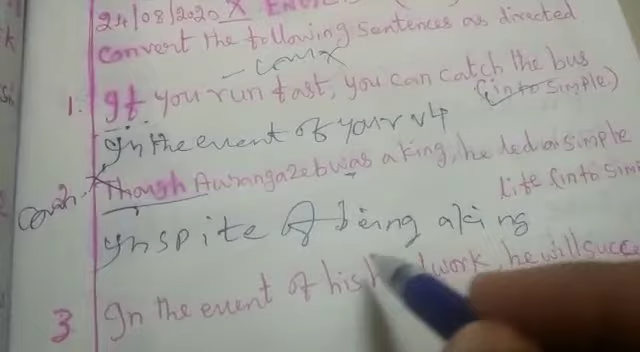 24/08/2020 X
convert the following sentences as directed
- comx
1. If you run fast, you can catch the bus
(into simple)
In the event of your
2. Though Aurangazeb was a king, he led a simple
life (into sim
Inspite of being a king
3 In the event of his work, he will succe